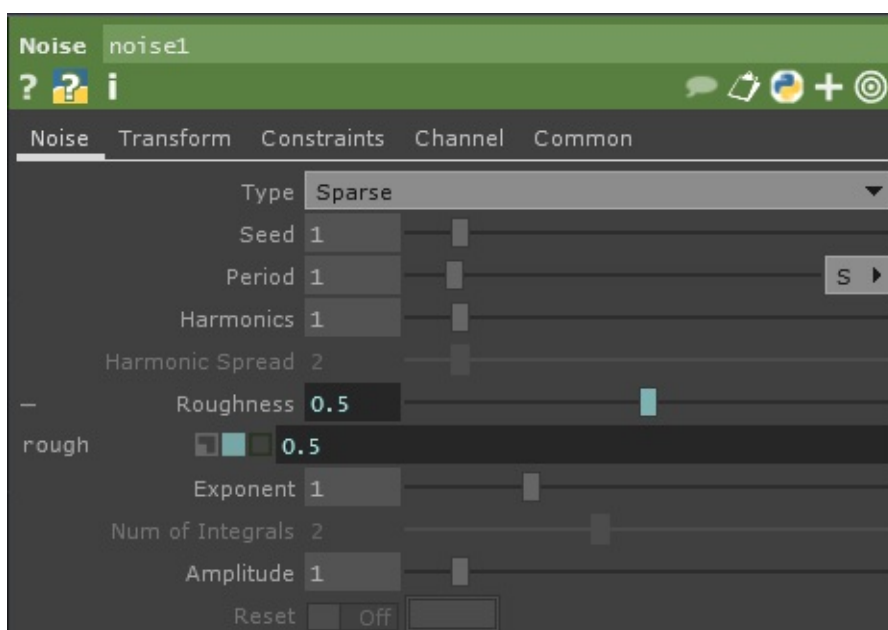 Noise noise1
? ? i
Noise Transform Constraints Channel Common
Type Sparse
Seed 1
Period 1 S
Harmonics 1
Harmonic Spread 2
Roughness 0.5
rough 0.5
Exponent 1
Num of Integrals 2
Amplitude 1
Reset Off